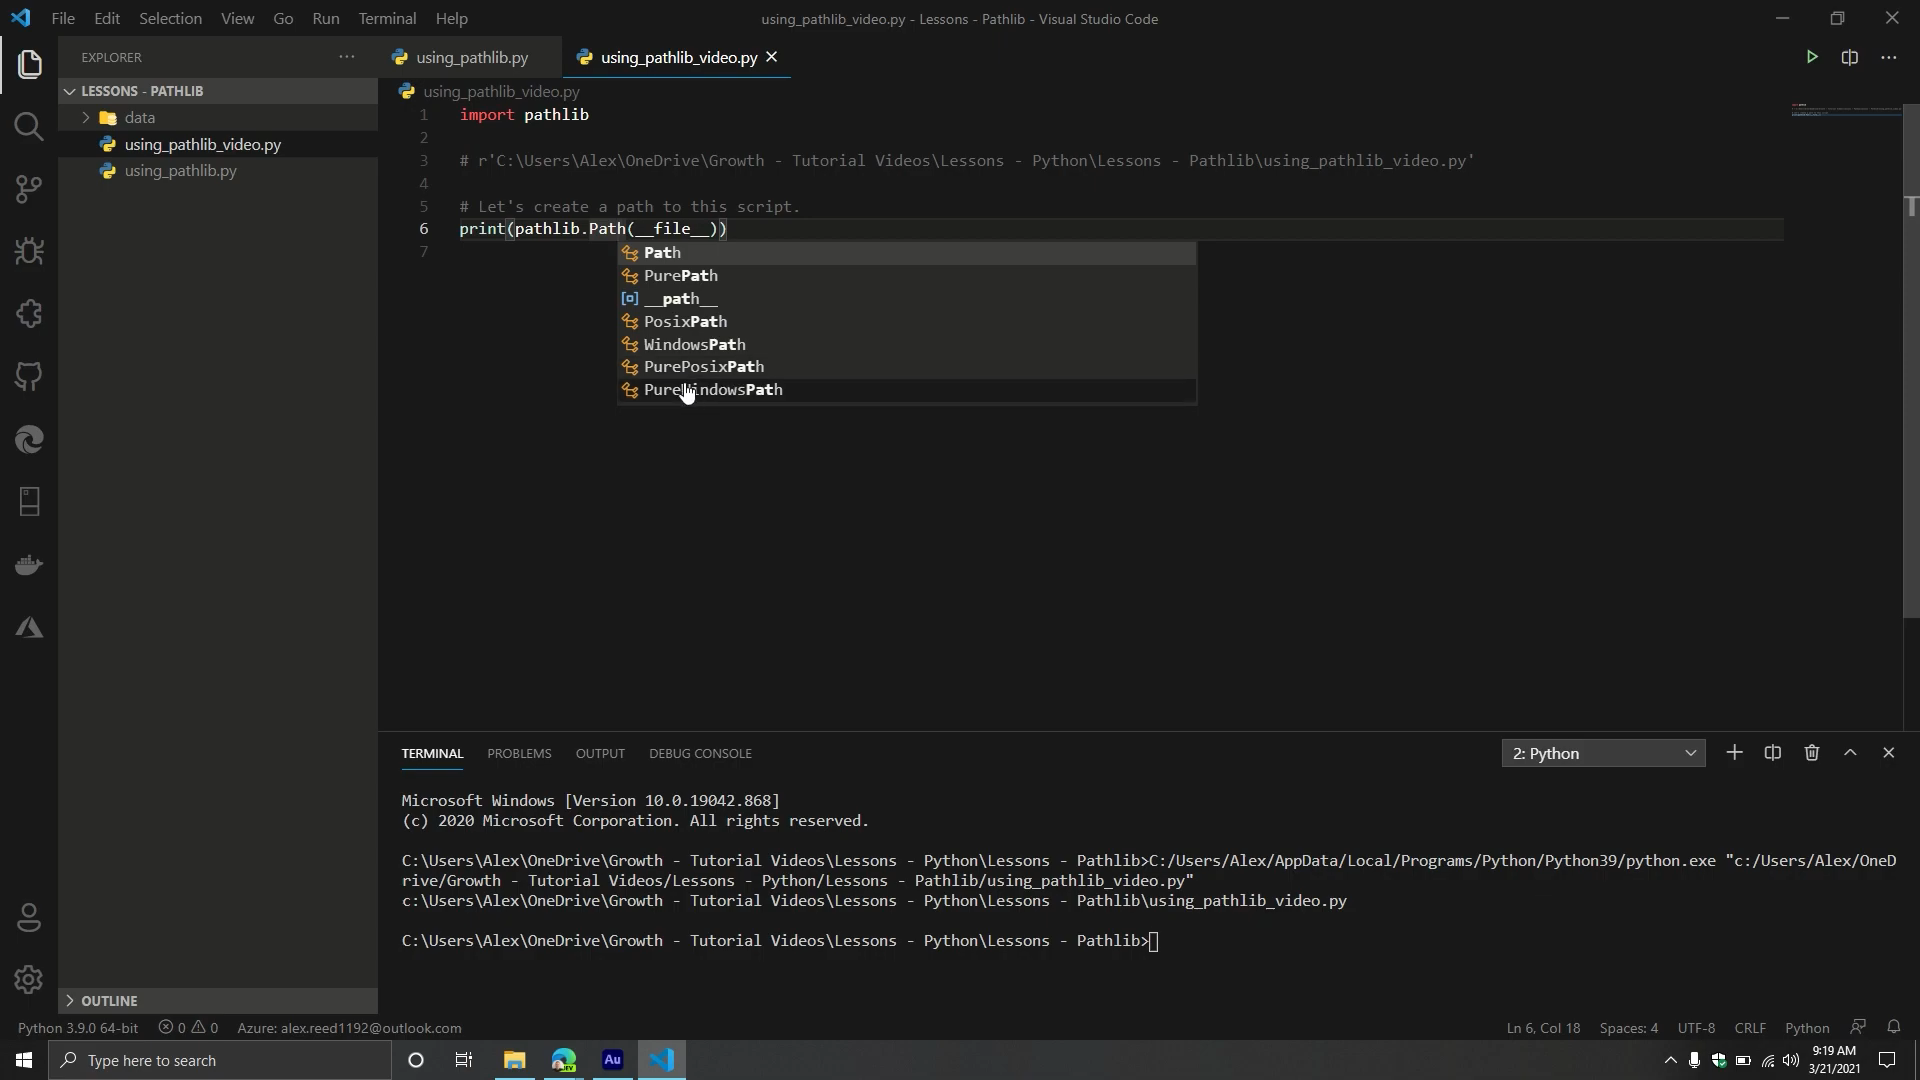 File Edit Selection View Go Run Terminal Help
using_pathlib_video.py - Lessons - Pathlib - Visual Studio Code
EXPLORER
using_pathlib.py
using_pathlib_video.py
LESSONS - PATHLIB
data
using_pathlib_video.py
using_pathlib.py
using_pathlib_video.py
1 import pathlib
2
3 # r'C:\Users\Alex\OneDrive\Growth - Tutorial Videos\Lessons - Python\Lessons - Pathlib\using_pathlib_video.py'
4
5 # Let's create a path to this script.
6 print(pathlib.Path(__file__))
7
Path
PurePath
__path__
PosixPath
WindowsPath
PurePosixPath
PureWindowsPath
TERMINAL PROBLEMS OUTPUT DEBUG CONSOLE
2: Python
Microsoft Windows [Version 10.0.19042.868]
(c) 2020 Microsoft Corporation. All rights reserved.
C:\Users\Alex\OneDrive\Growth - Tutorial Videos\Lessons - Python\Lessons - Pathlib>C:/Users/Alex/AppData/Local/Programs/Python/Python39/python.exe "c:/Users/Alex/OneD
rive/Growth - Tutorial Videos/Lessons - Python/Lessons - Pathlib/using_pathlib_video.py"
c:\Users\Alex\OneDrive\Growth - Tutorial Videos\Lessons - Python\Lessons - Pathlib\using_pathlib_video.py
C:\Users\Alex\OneDrive\Growth - Tutorial Videos\Lessons - Python\Lessons - Pathlib>
OUTLINE
Python 3.9.0 64-bit 0 0 Azure: alex.reed1192@outlook.com
Ln 6, Col 18 Spaces: 4 UTF-8 CRLF Python
Type here to search
Au
DEV
9:19 AM
3/21/2021